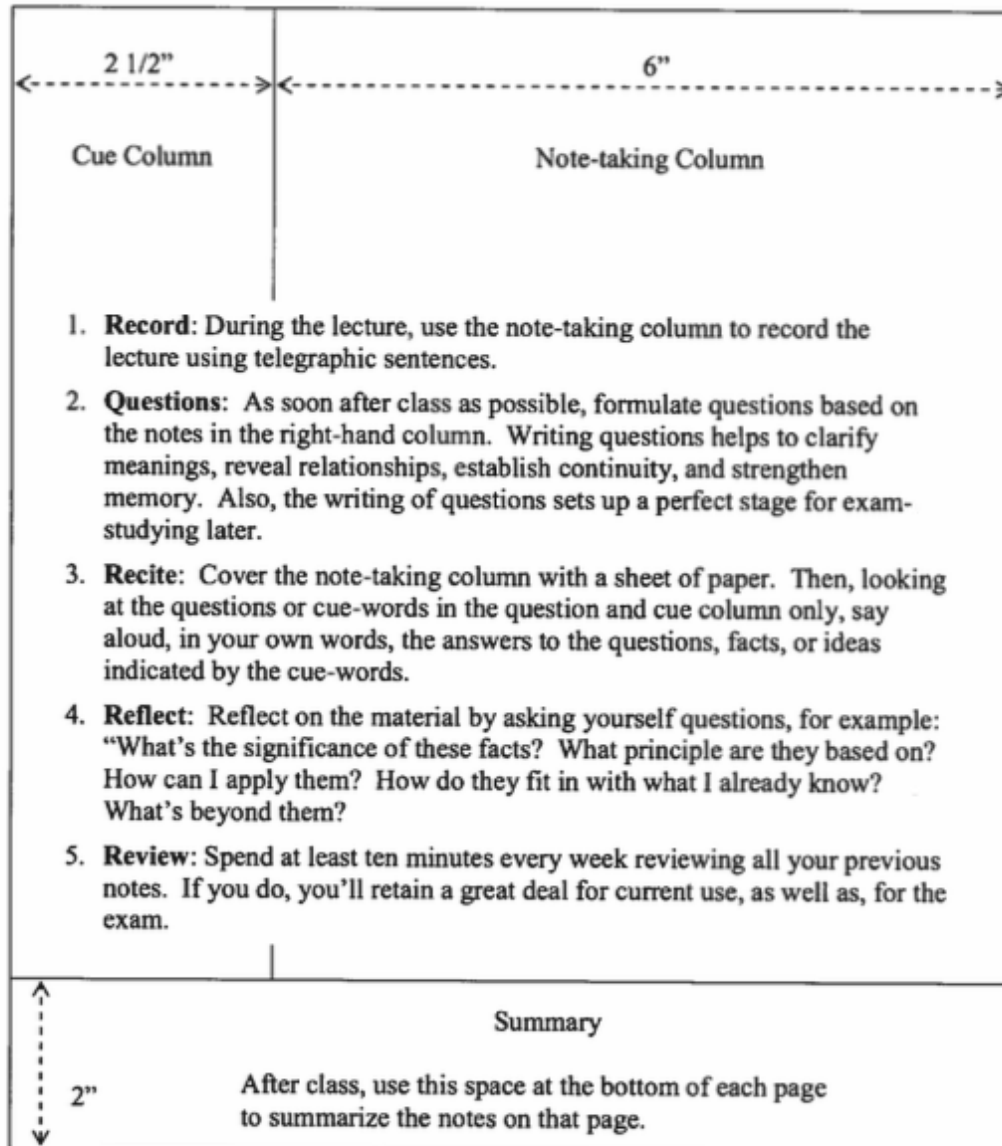 2 1/2”
6”
Cue Column
Note-taking Column
1. Record: During the lecture, use the note-taking column to record the
lecture using telegraphic sentences.
2. Questions: As soon after class as possible, formulate questions based on
the notes in the right-hand column. Writing questions helps to clarify
meanings, reveal relationships, establish continuity, and strengthen
memory. Also, the writing of questions sets up a perfect stage for exam-
studying later.
3. Recite: Cover the note-taking column with a sheet of paper. Then, looking
at the questions or cue-words in the question and cue column only, say
aloud, in your own words, the answers to the questions, facts, or ideas
indicated by the cue-words.
4. Reflect: Reflect on the material by asking yourself questions, for example:
“What’s the significance of these facts? What principle are they based on?
How can I apply them? How do they fit in with what I already know?
What’s beyond them?
5. Review: Spend at least ten minutes every week reviewing all your previous
notes. If you do, you’ll retain a great deal for current use, as well as, for the
exam.
Summary
2”
After class, use this space at the bottom of each page
to summarize the notes on that page.